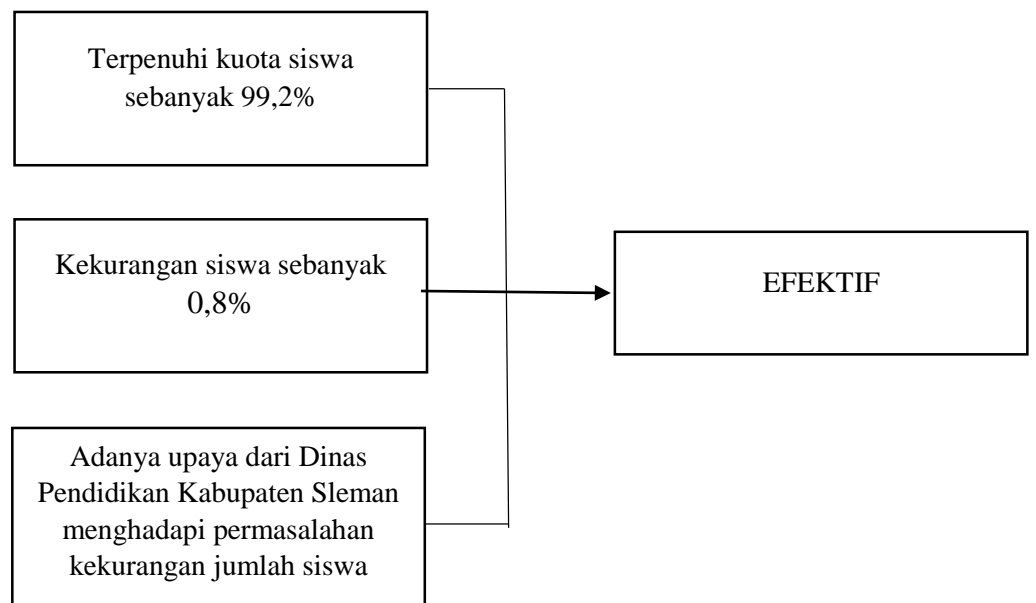 Terpenuhi kuota siswa
sebanyak 99,2%
Kekurangan siswa sebanyak
0,8%
EFEKTIF
Adanya upaya dari Dinas
Pendidikan Kabupaten Sleman
menghadapi permasalahan
kekurangan jumlah siswa